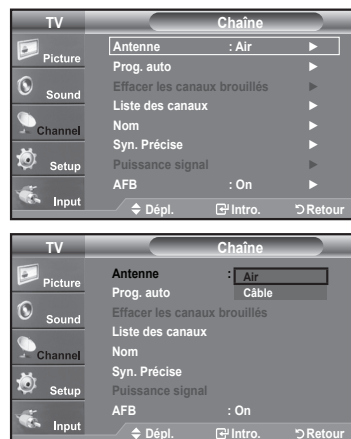 TV Chaîne
Picture
Sound
Channel
Setup
Input
Antenne : Air ►
Prog. auto ►
Effacer les canaux brouillés ►
Liste des canaux ►
Nom ►
Syn. Précise ►
Puissance signal ►
AFB : On ►
Dépl. Intro. Retour
TV Chaîne
Picture
Sound
Channel
Setup
Input
Antenne : Air
Prog. auto Câble
Effacer les canaux brouillés
Liste des canaux
Nom
Syn. Précise
Puissance signal
AFB : On
Dépl. Intro. Retour